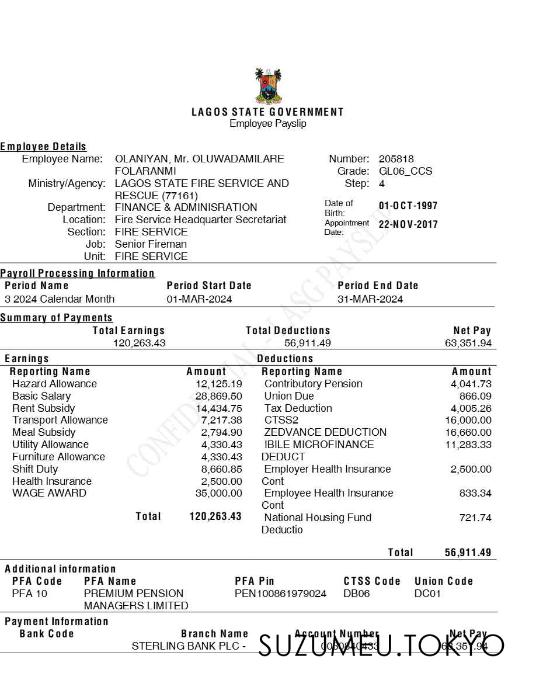 LAGOS STATE GOVERNMENT
Employee Payslip
Employee Details
Employee Name: OLANIYAN, Mr. OLUWADAMILARE FOLARANMI
Number: 205818
Grade: GL06_CCS
Ministry/Agency: LAGOS STATE FIRE SERVICE AND RESCUE (77161)
Step: 4
Department: FINANCE & ADMINISRATION
Date of Birth: 01-OCT-1997
Location: Fire Service Headquarter Secretariat
Appointment Date: 22-NOV-2017
Section: FIRE SERVICE
Job: Senior Fireman
Unit: FIRE SERVICE
CONFIDENTIAL - LASG PAYSLIP
Payroll Processing Information
Period Name Period Start Date Period End Date
3 2024 Calendar Month 01-MAR-2024 31-MAR-2024
Summary of Payments
Total Earnings Total Deductions Net Pay
120,263.43 56,911.49 63,351.94
Earnings Deductions
Reporting Name Amount Reporting Name Amount
Hazard Allowance 12,125.19 Contributory Pension 4,041.73
Basic Salary 28,869.50 Union Due 866.09
Rent Subsidy 14,434.75 Tax Deduction 4,005.26
Transport Allowance 7,217.38 CTSS2 16,000.00
Meal Subsidy 2,794.90 ZEDVANCE DEDUCTION 16,660.00
Utility Allowance 4,330.43 IBILE MICROFINANCE 11,283.33
Furniture Allowance 4,330.43 DEDUCT
Shift Duty 8,660.85 Employer Health Insurance 2,500.00
Health Insurance 2,500.00 Cont
WAGE AWARD 35,000.00 Employee Health Insurance 833.34
Cont
Total 120,263.43 National Housing Fund 721.74
Deductio
Total 56,911.49
Additional information
PFA Code PFA Name PFA Pin CTSS Code Union Code
PFA 10 PREMIUM PENSION PEN100861979024 DB06 DC01
MANAGERS LIMITED
Payment Information
Bank Code Branch Name Account Number Net Pay
STERLING BANK PLC -
SUZUMEU.TOKYO